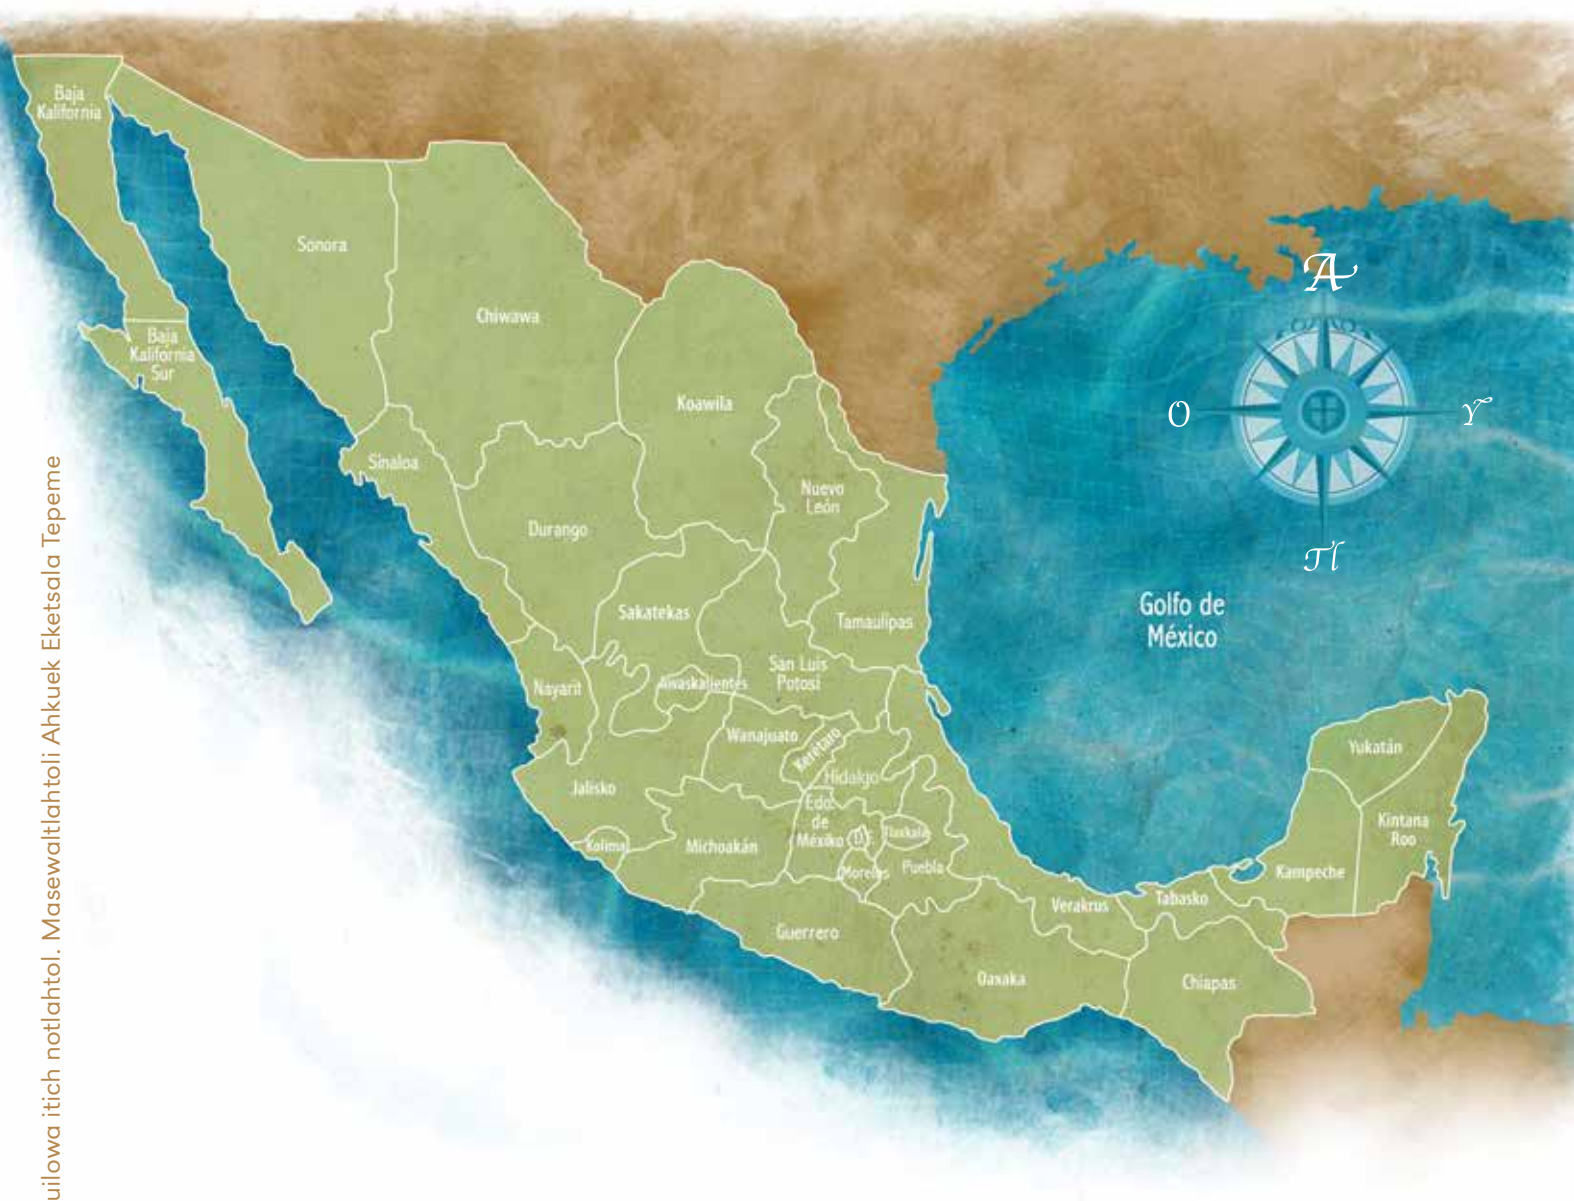 Baja
Kalifornia
Sonora
Chiwawa
Baja
Kalifornia
Sur
Koawila
Sinaloa
Nuevo
León
Durango
Sakatekas
Tamaulipas
San Luis
Potosí
Nayarit
Awaskalientes
Wanajuato
Kerétaro
Hidalgo
Jalisko
Edo.
de
Méxiko
D.F.
Tlaxkala
Kolima
Michoakán
Morelos
Puebla
Guerrero
Verakrus
Tabasko
Oaxaka
Chiapas
Kampeche
Yukatán
Kintana
Roo
Golfo de
México
A
O
Y
Tl
uilowa itich notlahtol. Masewaltlahtoli Ahkuek Eketsala Tepeme